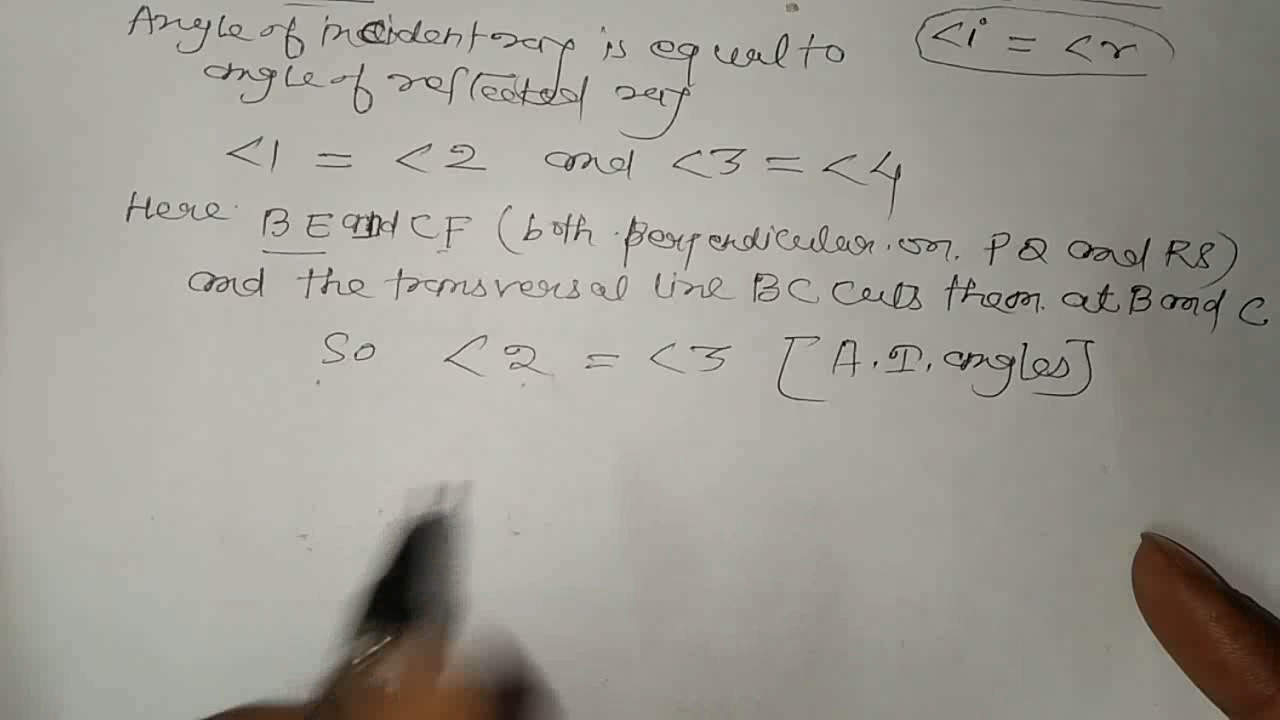 Angle of incident ray is equal to <i = <r
angle of reflected ray
<1 = <2 and <3 = <4
Here BE and CF (both perpendicular on PQ and RS)
and the transversal line BC cuts them at B and C
So <2 = <3 [A.I. angles]